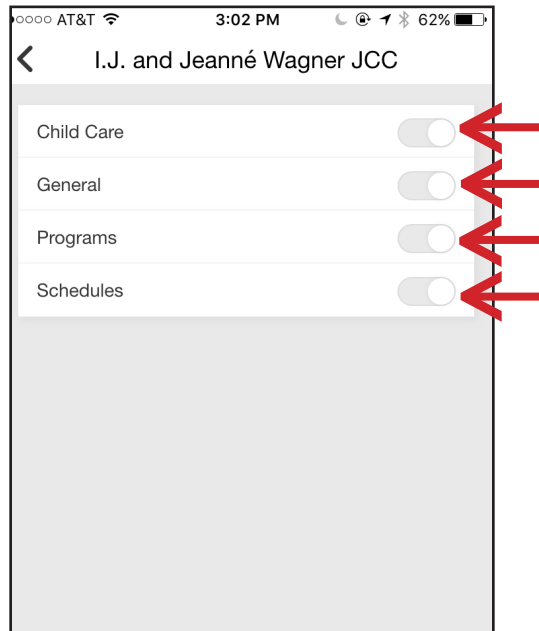 AT&T 3:02 PM 62%
I.J. and Jeanné Wagner JCC
Child Care
General
Programs
Schedules